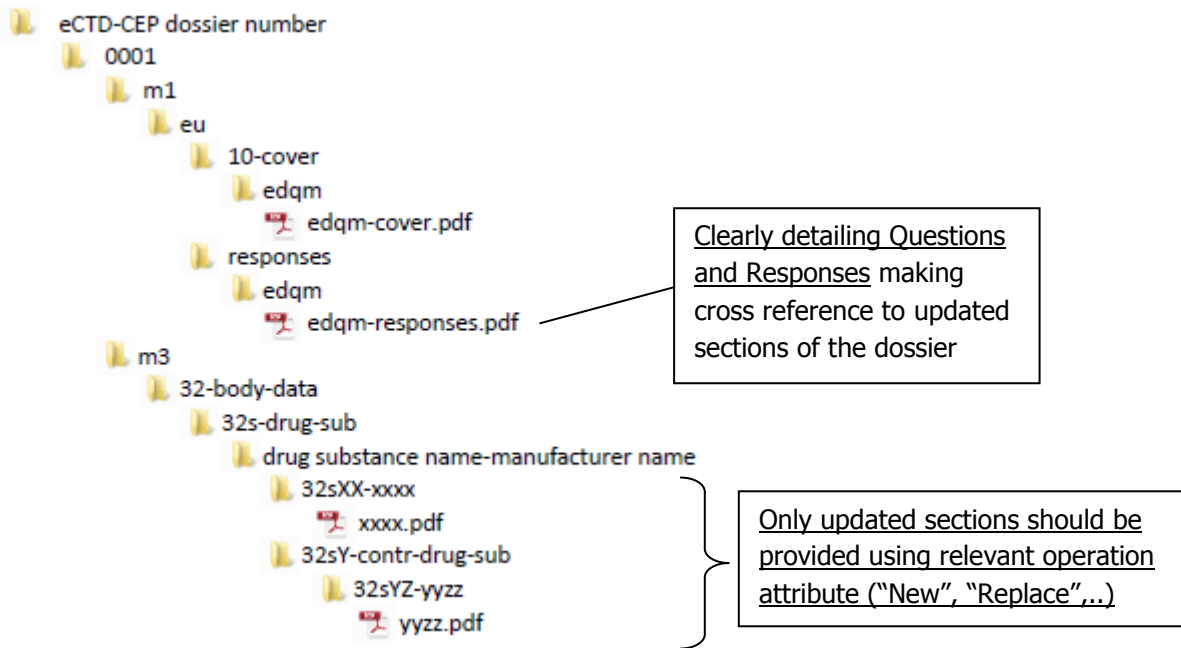 eCTD-CEP dossier number
0001
m1
eu
10-cover
edqm
edqm-cover.pdf
responses
edqm
edqm-responses.pdf
Clearly detailing Questions
and Responses making
cross reference to updated
sections of the dossier
m3
32-body-data
32s-drug-sub
drug substance name-manufacturer name
32sXX-xxxx
xxxx.pdf
32sY-contr-drug-sub
32sYZ-yyzz
yyzz.pdf
Only updated sections should be
provided using relevant operation
attribute (“New”, “Replace”,..)